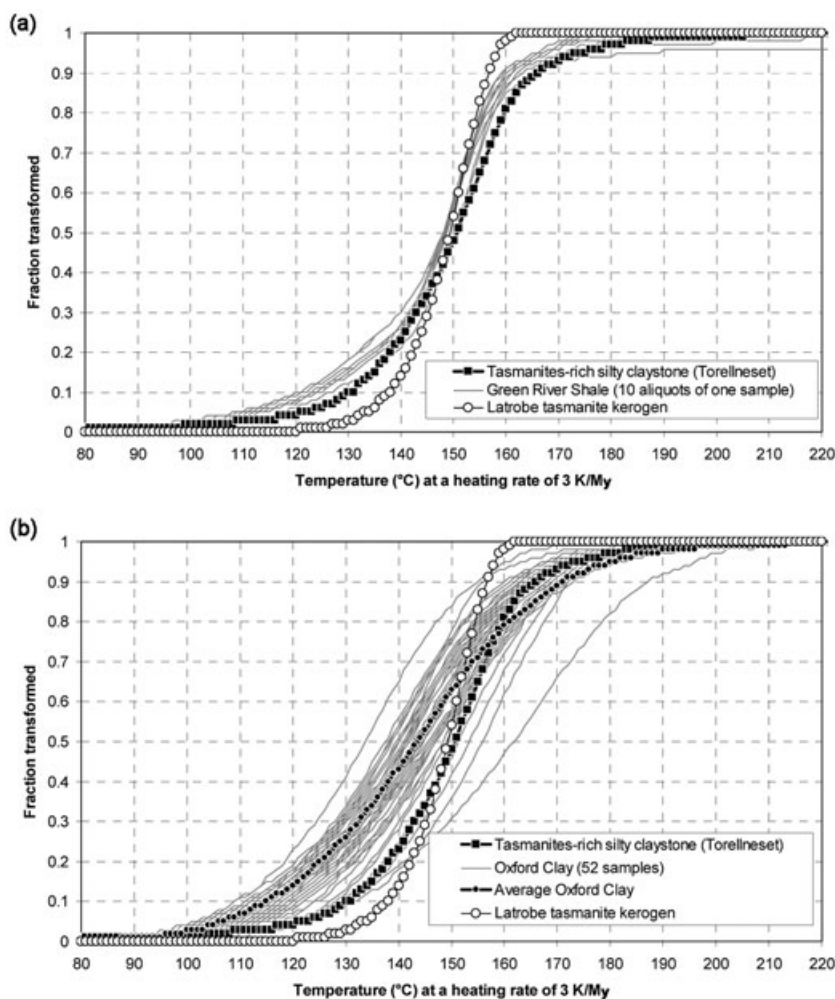 (a)
1
0.9
0.8
0.7
0.6
0.5
0.4
0.3
0.2
0.1
0
Fraction transformed
Tasmanites-rich silty claystone (Torellneset)
Green River Shale (10 aliquots of one sample)
Latrobe tasmanite kerogen
80 90 100 110 120 130 140 150 160 170 180 190 200 210 220
Temperature (°C) at a heating rate of 3 K/My
(b)
1
0.9
0.8
0.7
0.6
0.5
0.4
0.3
0.2
0.1
0
Fraction transformed
Tasmanites-rich silty claystone (Torellneset)
Oxford Clay (52 samples)
Average Oxford Clay
Latrobe tasmanite kerogen
80 90 100 110 120 130 140 150 160 170 180 190 200 210 220
Temperature (°C) at a heating rate of 3 K/My